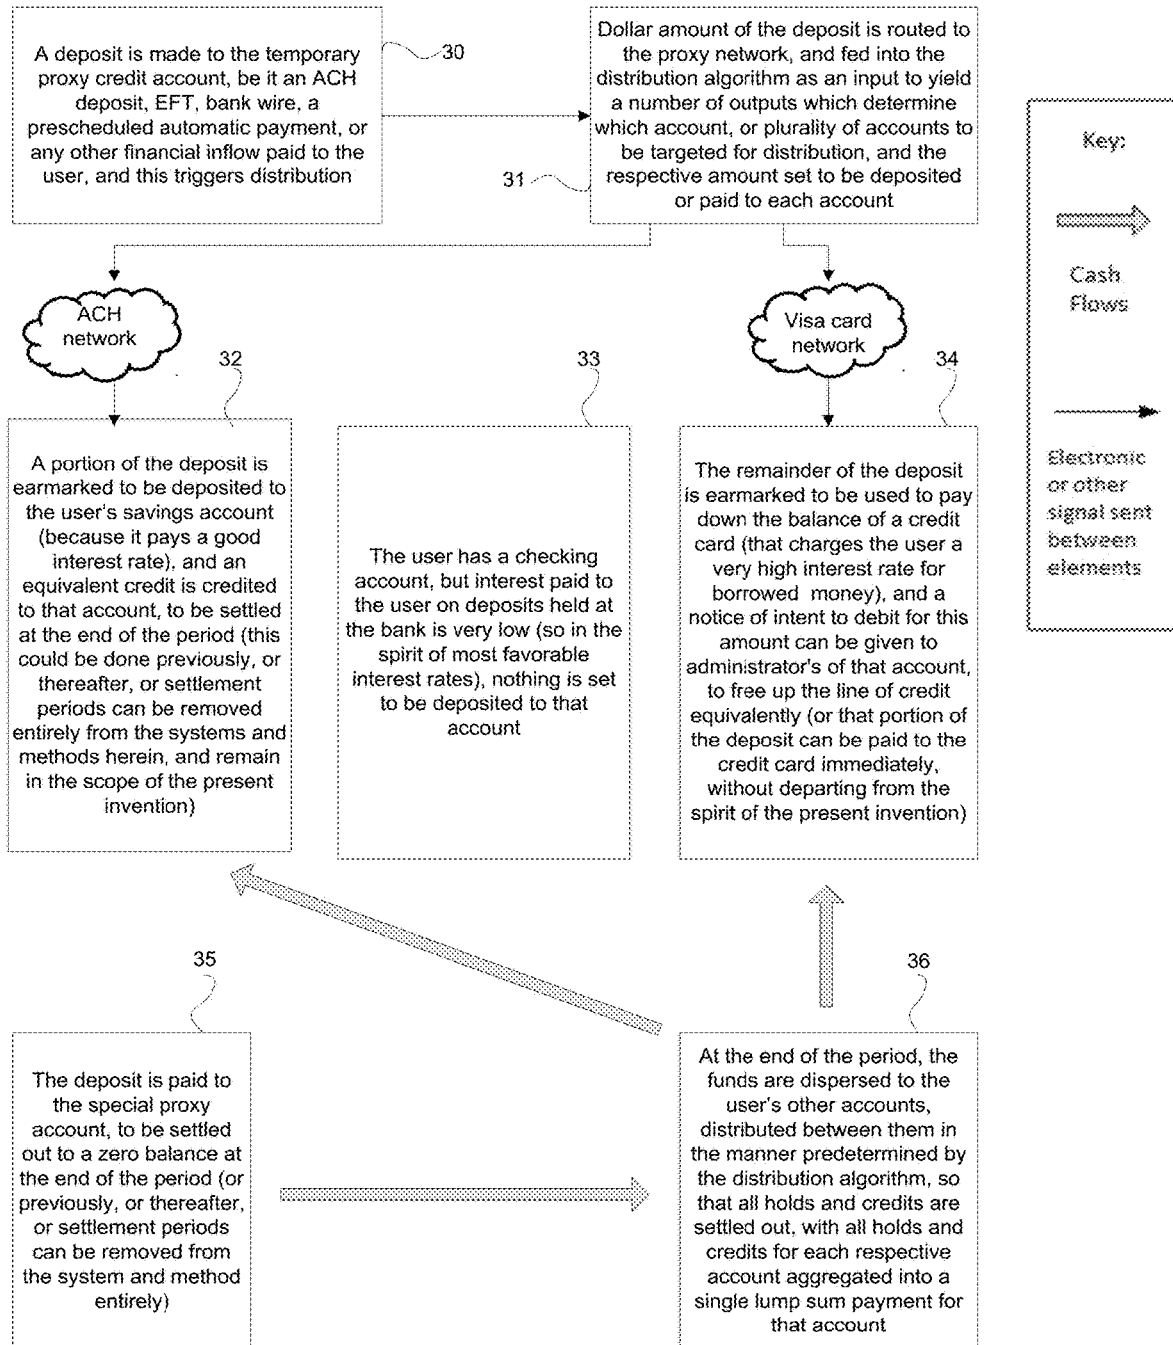 A deposit is made to the temporary
proxy credit account, be it an ACH
deposit, EFT, bank wire, a
prescheduled automatic payment, or
any other financial inflow paid to the
user, and this triggers distribution
30
Dollar amount of the deposit is routed
to the proxy network, and fed into the
distribution algorithm as an input to yield
a number of outputs which determine
which account, or plurality of accounts to
be targeted for distribution, and the
respective amount set to be deposited
or paid to each account
31
Key:
Cash
Flows
Electronic
or other
signal sent
between
elements
ACH
network
Visa card
network
32
A portion of the deposit is
earmarked to be deposited to
the user's savings account
(because it pays a good
interest rate), and an
equivalent credit is credited
to that account, to be settled
at the end of the period (this
could be done previously, or
thereafter, or settlement
periods can be removed
entirely from the systems and
methods herein, and remain
in the scope of the present
invention)
33
The user has a checking
account, but interest paid to
the user on deposits held at
the bank is very low (so in the
spirit of most favorable
interest rates), nothing is set
to be deposited to that
account
34
The remainder of the deposit
is earmarked to be used to pay
down the balance of a credit
card (that charges the user a
very high interest rate for
borrowed money), and a
notice of intent to debit for this
amount can be given to
administrator's of that account,
to free up the line of credit
equivalently (or that portion of
the deposit can be paid to the
credit card immediately,
without departing from the
spirit of the present invention)
35
The deposit is paid to
the special proxy
account, to be settled
out to a zero balance at
the end of the period (or
previously, or thereafter,
or settlement periods
can be removed from
the system and method
entirely)
36
At the end of the period, the
funds are dispersed to the
user's other accounts,
distributed between them in
the manner predetermined by
the distribution algorithm, so
that all holds and credits are
settled out, with all holds and
credits for each respective
account aggregated into a
single lump sum payment for
that account